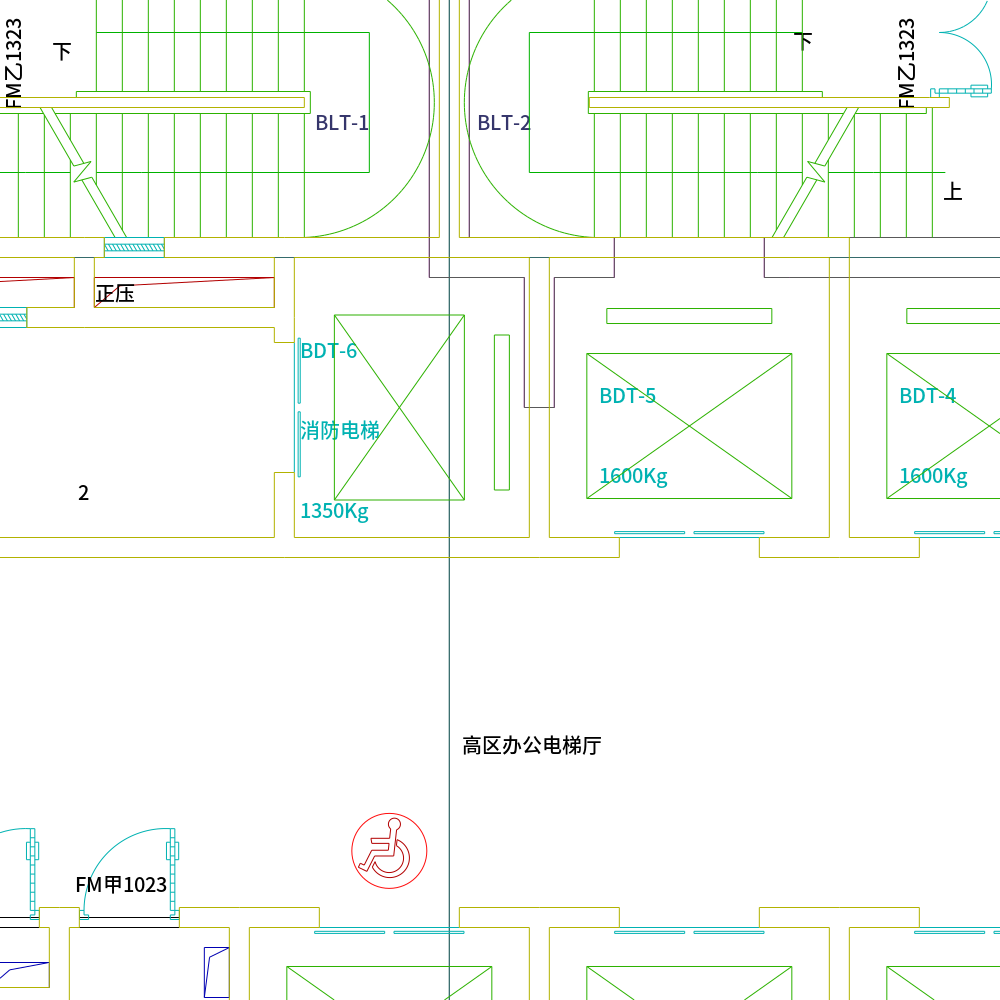 FM乙1323
下
下
FM乙1323
BLT-1
BLT-2
上
正压
BDT-6
消防电梯
1350Kg
BDT-5
1600Kg
BDT-4
1600Kg
2
高区办公电梯厅
FM甲1023